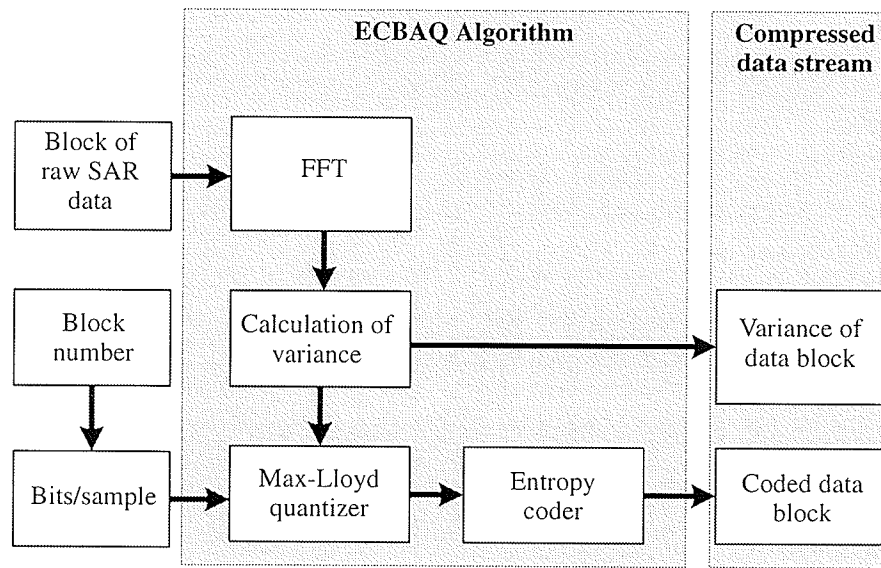 ECBAQ Algorithm
Compressed
data stream
Block of
raw SAR
data
FFT
Block
number
Calculation of
variance
Variance of
data block
Bits/sample
Max-Lloyd
quantizer
Entropy
coder
Coded data
block